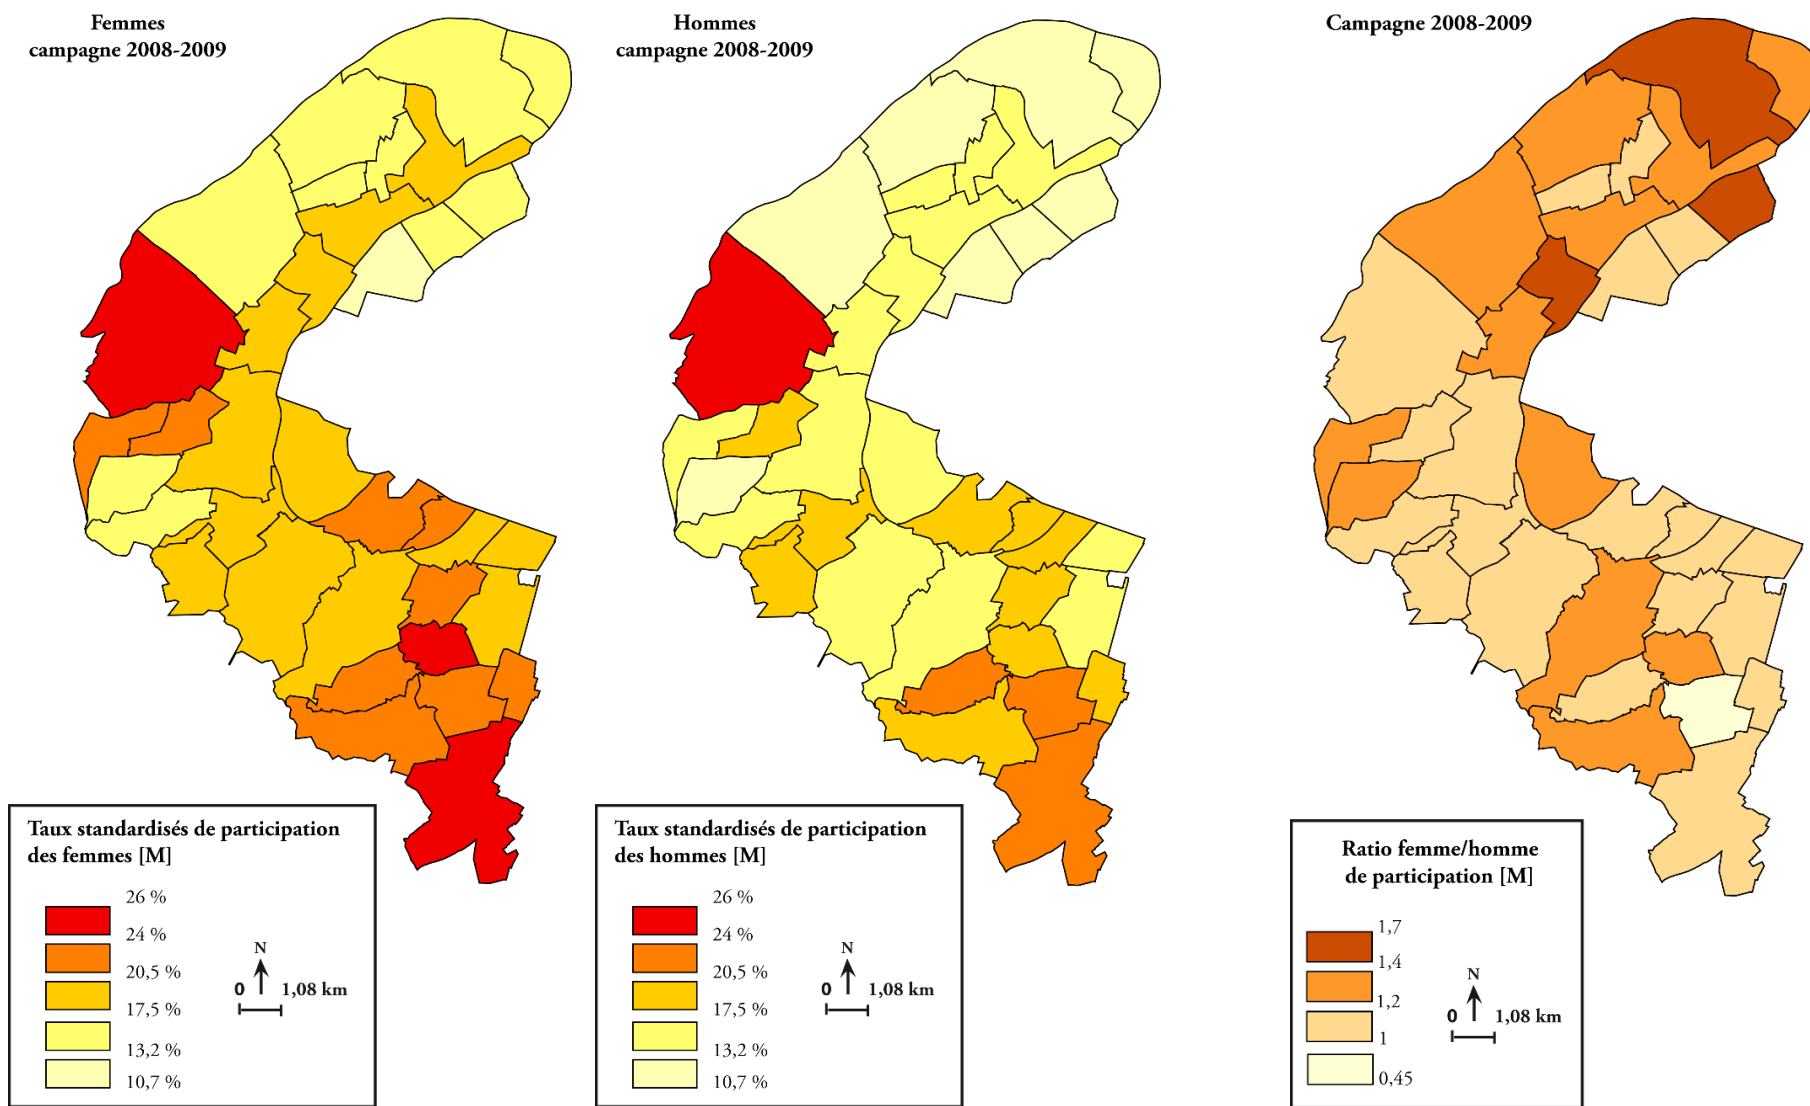 Femmes
campagne 2008-2009
Hommes
campagne 2008-2009
Campagne 2008-2009
Taux standardisés de participation
des femmes [M]
26 %
24 %
20,5 %
17,5 %
13,2 %
10,7 %
N
0
1,08 km
Taux standardisés de participation
des hommes [M]
26 %
24 %
20,5 %
17,5 %
13,2 %
10,7 %
N
0
1,08 km
Ratio femme/homme
de participation [M]
1,7
1,4
1,2
1
0,45
N
0
1,08 km